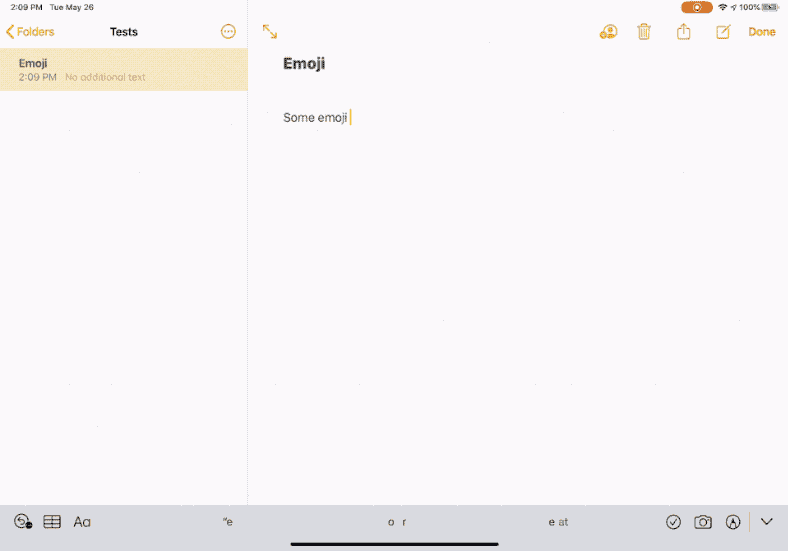 2:09 PM Tue May 26
100%
Folders
Tests
Done
Emoji
2:09 PM No additional text
Emoji
Some emoji
Aa